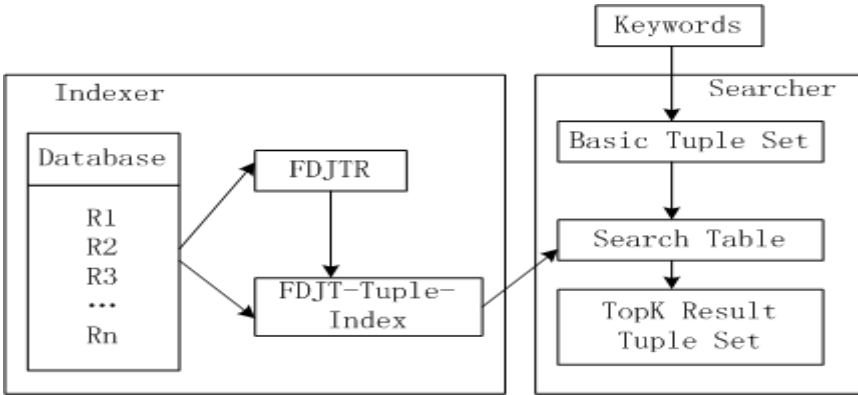 Keywords
Indexer
Searcher
Database
R1
R2
R3
...
Rn
FDJTR
FDJT-Tuple-
Index
Basic Tuple Set
Search Table
TopK Result
Tuple Set